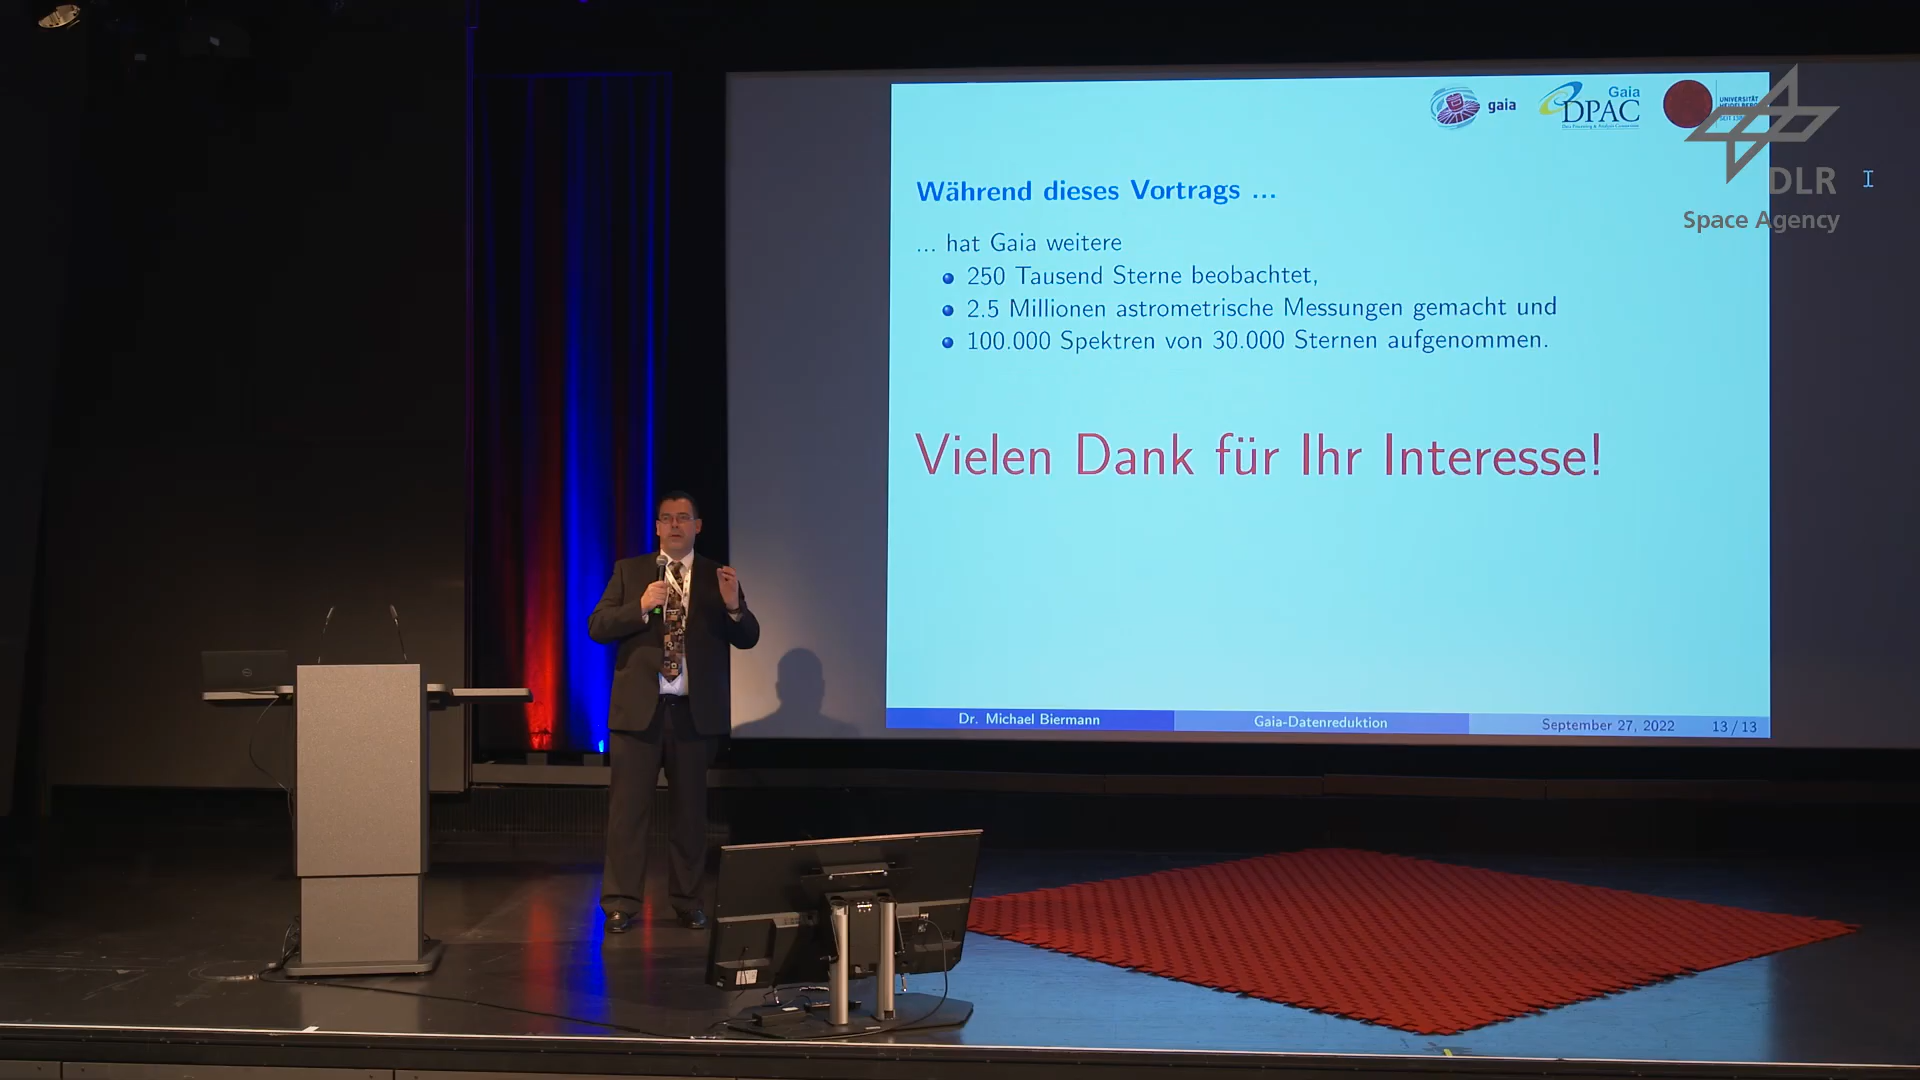 gaia
Gaia
DPAC
UNIVERSITÄT
DLR
Space Agency
Während dieses Vortrags ...
... hat Gaia weitere
250 Tausend Sterne beobachtet,
2.5 Millionen astrometrische Messungen gemacht und
100.000 Spektren von 30.000 Sternen aufgenommen.
Vielen Dank für Ihr Interesse!
Dr. Michael Biermann
Gaia-Datenreduktion
September 27, 2022
13 / 13